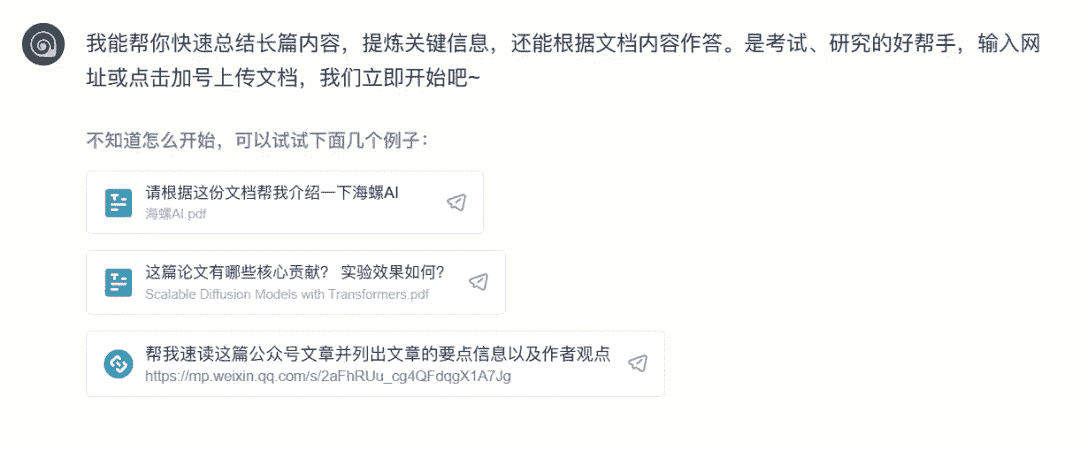 我能帮你快速总结长篇内容，提炼关键信息，还能根据文档内容作答。是考试、研究的好帮手，输入网
址或点击加号上传文档，我们立即开始吧~
不知道怎么开始，可以试试下面几个例子：
请根据这份文档帮我介绍一下海螺AI
海螺AI.pdf
这篇论文有哪些核心贡献？ 实验效果如何？
Scalable Diffusion Models with Transformers.pdf
帮我速读这篇公众号文章并列出文章的要点信息以及作者观点
https://mp.weixin.qq.com/s/2aFhRUu_cg4QFdqgX1A7Jg